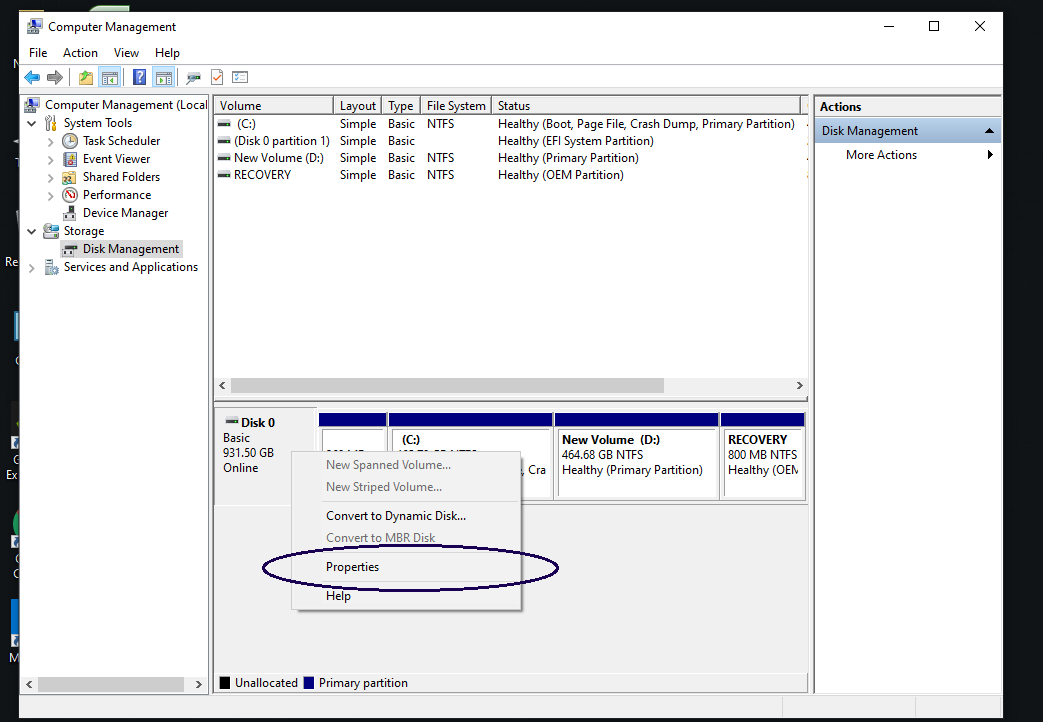 Computer Management
File Action View Help
Computer Management (Local
System Tools
Task Scheduler
Event Viewer
Shared Folders
Performance
Device Manager
Storage
Disk Management
Services and Applications
Volume Layout Type File System Status
(C:) Simple Basic NTFS Healthy (Boot, Page File, Crash Dump, Primary Partition)
(Disk 0 partition 1) Simple Basic Healthy (EFI System Partition)
New Volume (D:) Simple Basic NTFS Healthy (Primary Partition)
RECOVERY Simple Basic NTFS Healthy (OEM Partition)
Actions
Disk Management
More Actions
Disk 0
Basic
931.50 GB
Online
(C:)
, Cra
New Volume (D:)
464.68 GB NTFS
Healthy (Primary Partition)
RECOVERY
800 MB NTFS
Healthy (OEM
New Spanned Volume...
New Striped Volume...
Convert to Dynamic Disk...
Convert to MBR Disk
Properties
Help
Unallocated Primary partition
Re
Ex